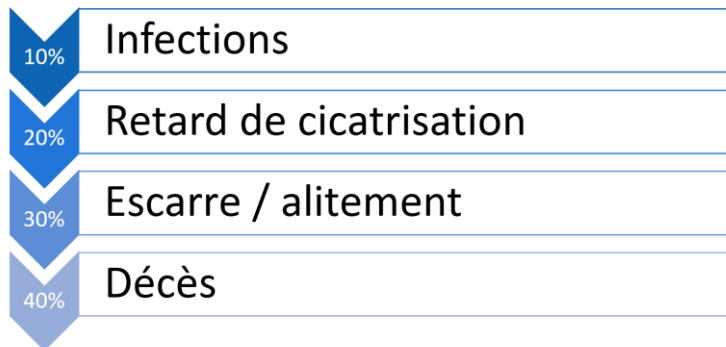 10% Infections
20% Retard de cicatrisation
30% Escarre / alitement
40% Décès